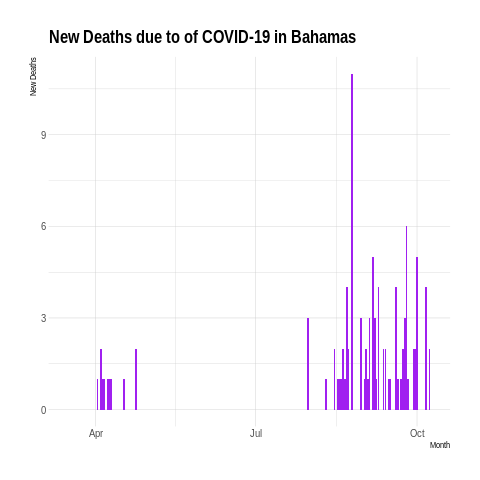 New Deaths due to of COVID-19 in Bahamas
New Deaths
9
6
3
0
Apr
Jul
Oct
Month